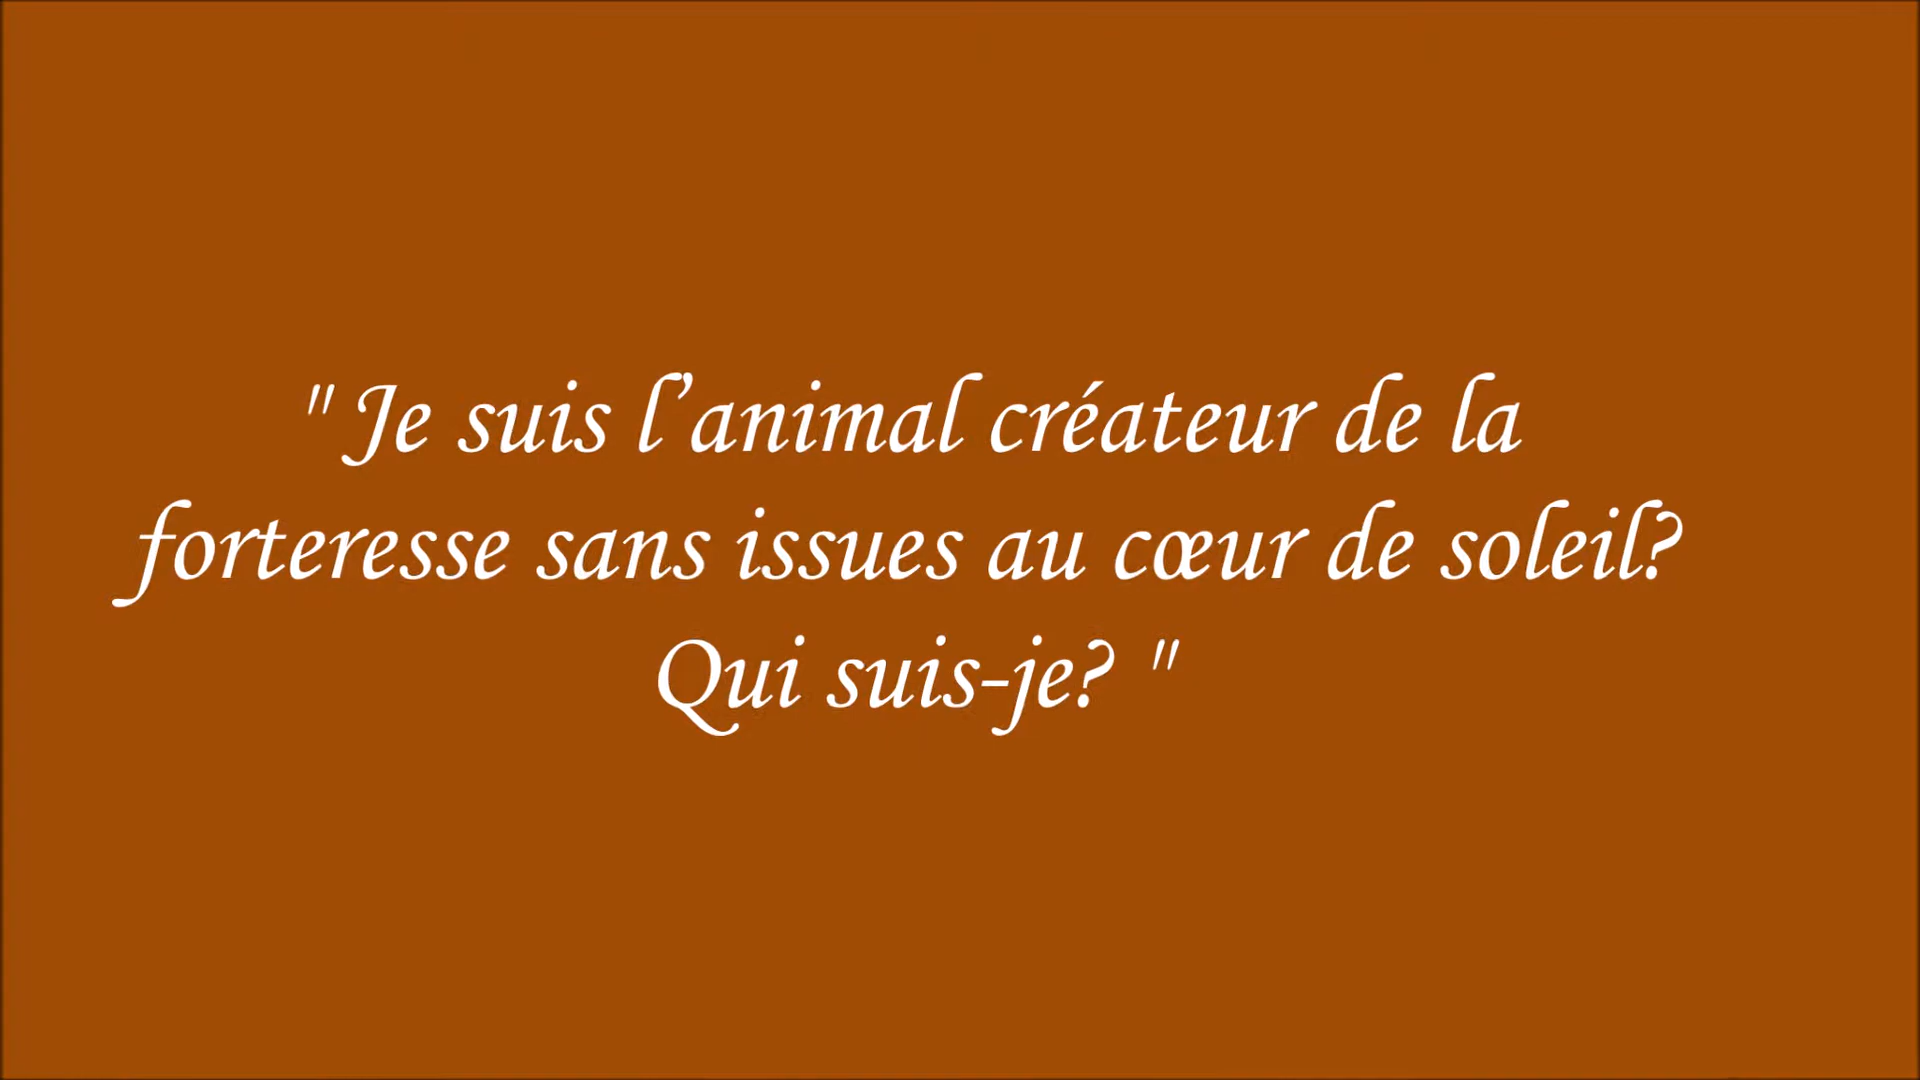 " Je suis l’animal créateur de la
forteresse sans issues au cœur de soleil?
Qui suis-je? "